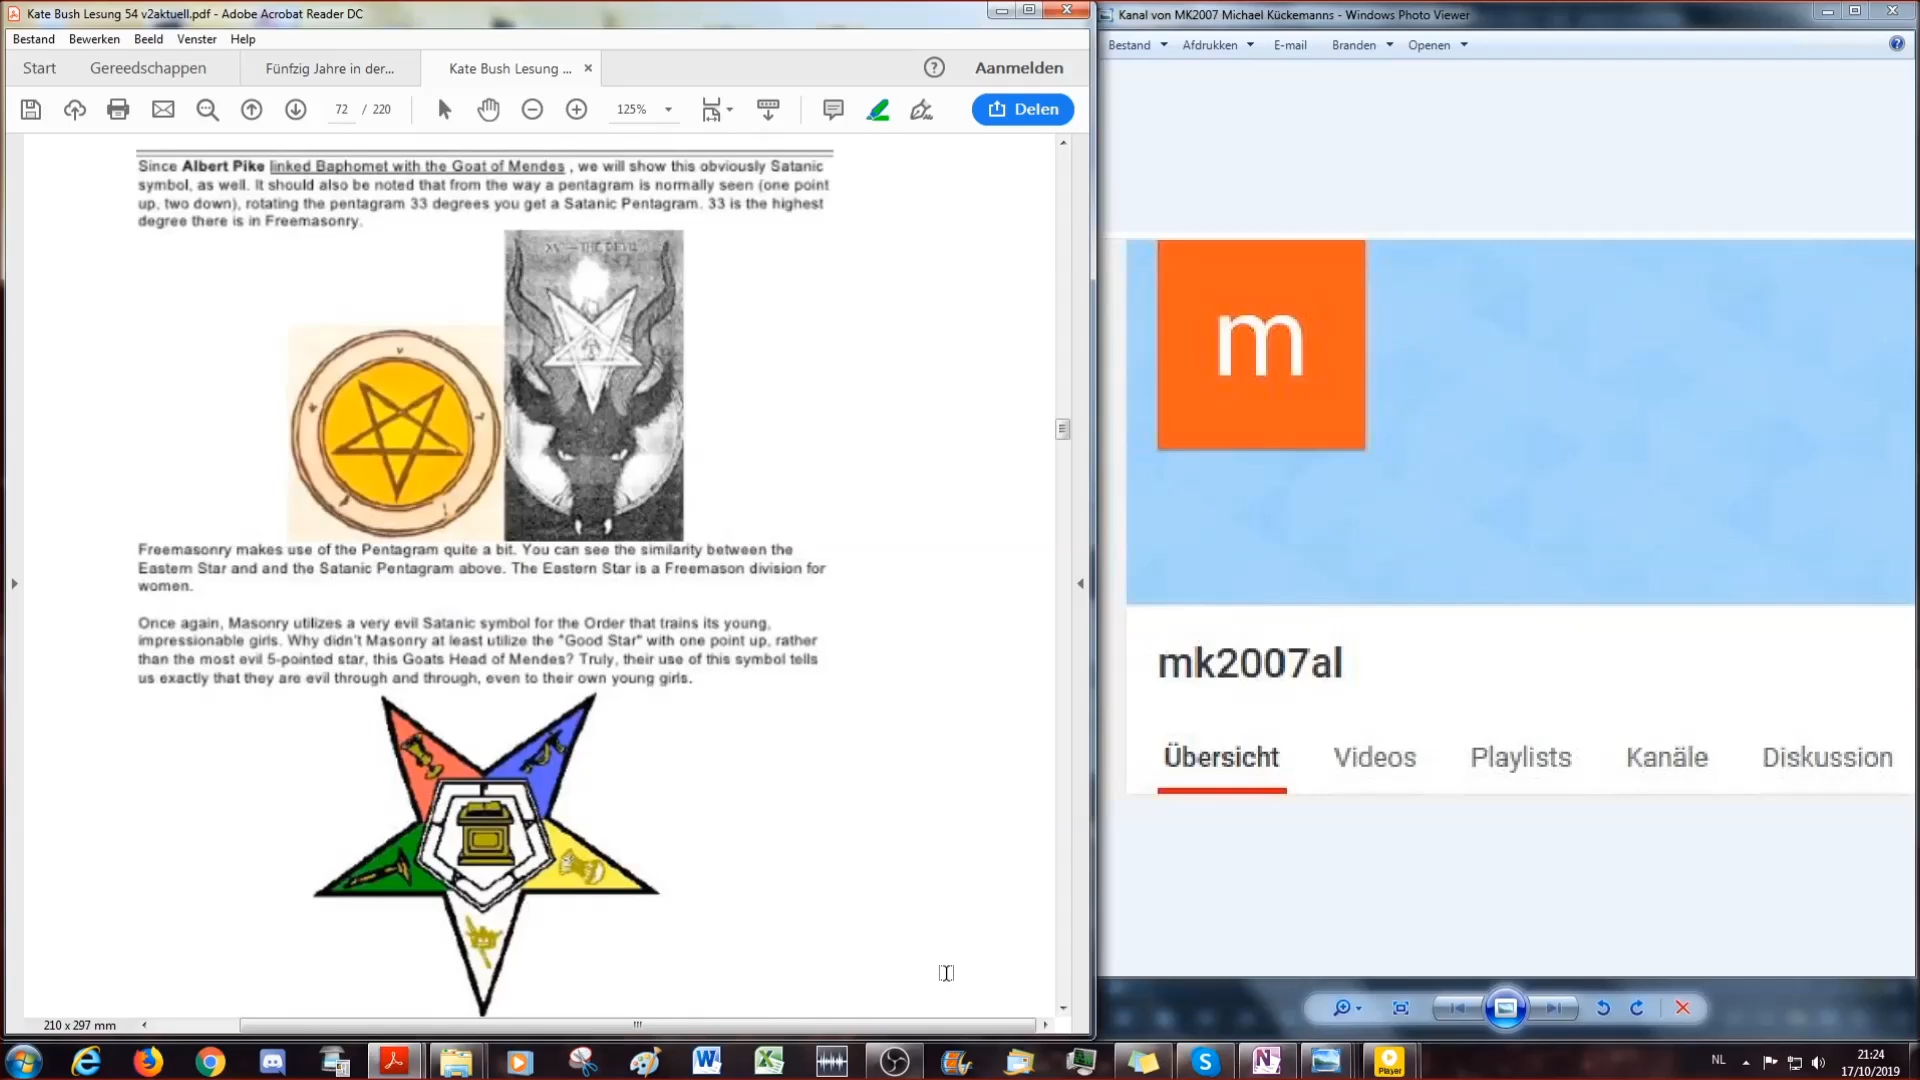 Kate Bush Lesung 54 v2aktuell.pdf - Adobe Acrobat Reader DC
Bestand Bewerken Beeld Venster Help
Start Gereedschappen Fünfzig Jahre in der... Kate Bush Lesung ... Aanmelden
72 / 220 125% Delen
Since Albert Pike linked Baphomet with the Goat of Mendes , we will show this obviously Satanic
symbol, as well. It should also be noted that from the way a pentagram is normally seen (one point
up, two down), rotating the pentagram 33 degrees you get a Satanic Pentagram. 33 is the highest
degree there is in Freemasonry.
XV — THE DEVIL
Freemasonry makes use of the Pentagram quite a bit. You can see the similarity between the
Eastern Star and and the Satanic Pentagram above. The Eastern Star is a Freemason division for
women.
Once again, Masonry utilizes a very evil Satanic symbol for the Order that trains its young,
impressionable girls. Why didn't Masonry at least utilize the "Good Star" with one point up, rather
than the most evil 5-pointed star, this Goats Head of Mendes? Truly, their use of this symbol tells
us exactly that they are evil through and through, even to their own young girls.
210 x 297 mm
Kanal von MK2007 Michael Kückemanns - Windows Photo Viewer
Bestand Afdrukken E-mail Branden Openen
m
mk2007al
Übersicht Videos Playlists Kanäle Diskussion
Player
NL
21:24
17/10/2019